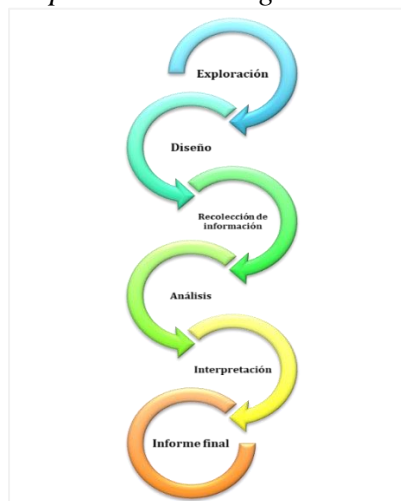 Exploración
Diseño
Recolección de
información
Análisis
Interpretación
Informe final